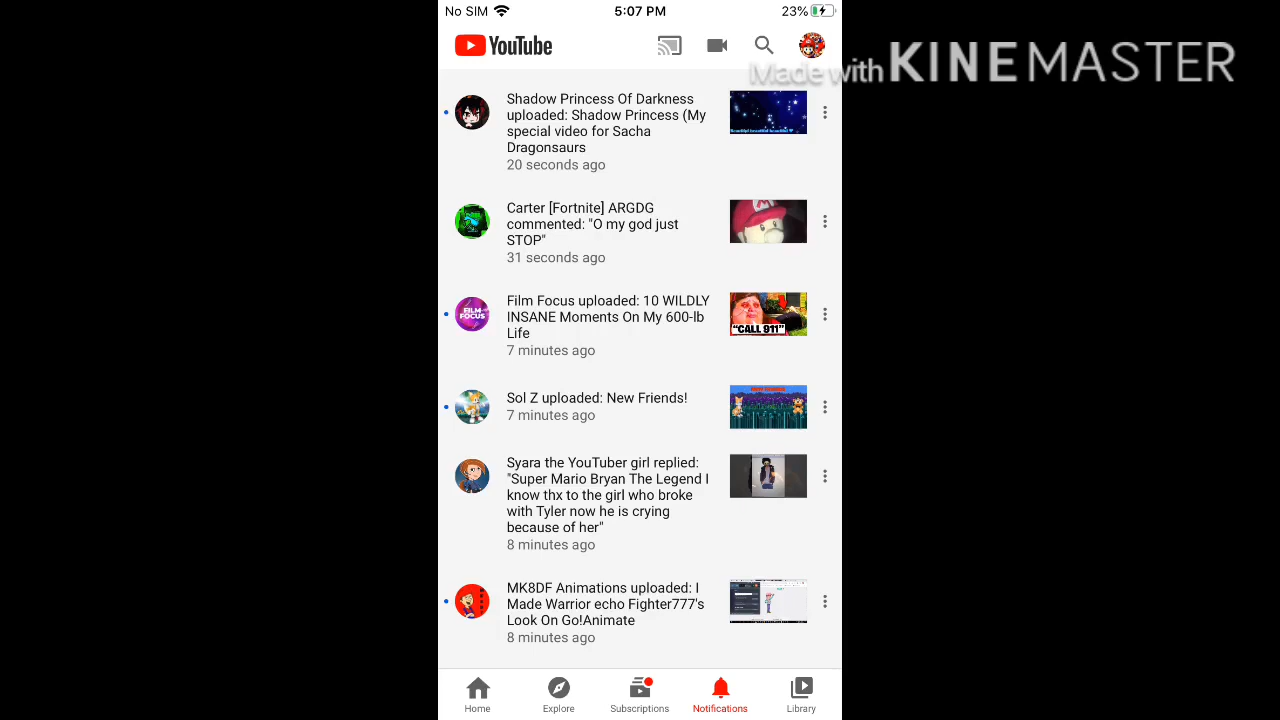 No SIM 5:07 PM 23%
YouTube
Made with KINEMASTER
Shadow Princess Of Darkness
uploaded: Shadow Princess (My
special video for Sacha
Dragonsaurs
20 seconds ago
Carter [Fortnite] ARGDG
commented: "O my god just
STOP"
31 seconds ago
FILM
FOCUS
Film Focus uploaded: 10 WILDLY
INSANE Moments On My 600-lb
Life
7 minutes ago
"CALL 911"
Sol Z uploaded: New Friends!
7 minutes ago
Syara the YouTuber girl replied:
"Super Mario Bryan The Legend I
know thx to the girl who broke
with Tyler now he is crying
because of her"
8 minutes ago
MK8DF Animations uploaded: I
Made Warrior echo Fighter777's
Look On Go!Animate
8 minutes ago
Home Explore Subscriptions Notifications Library